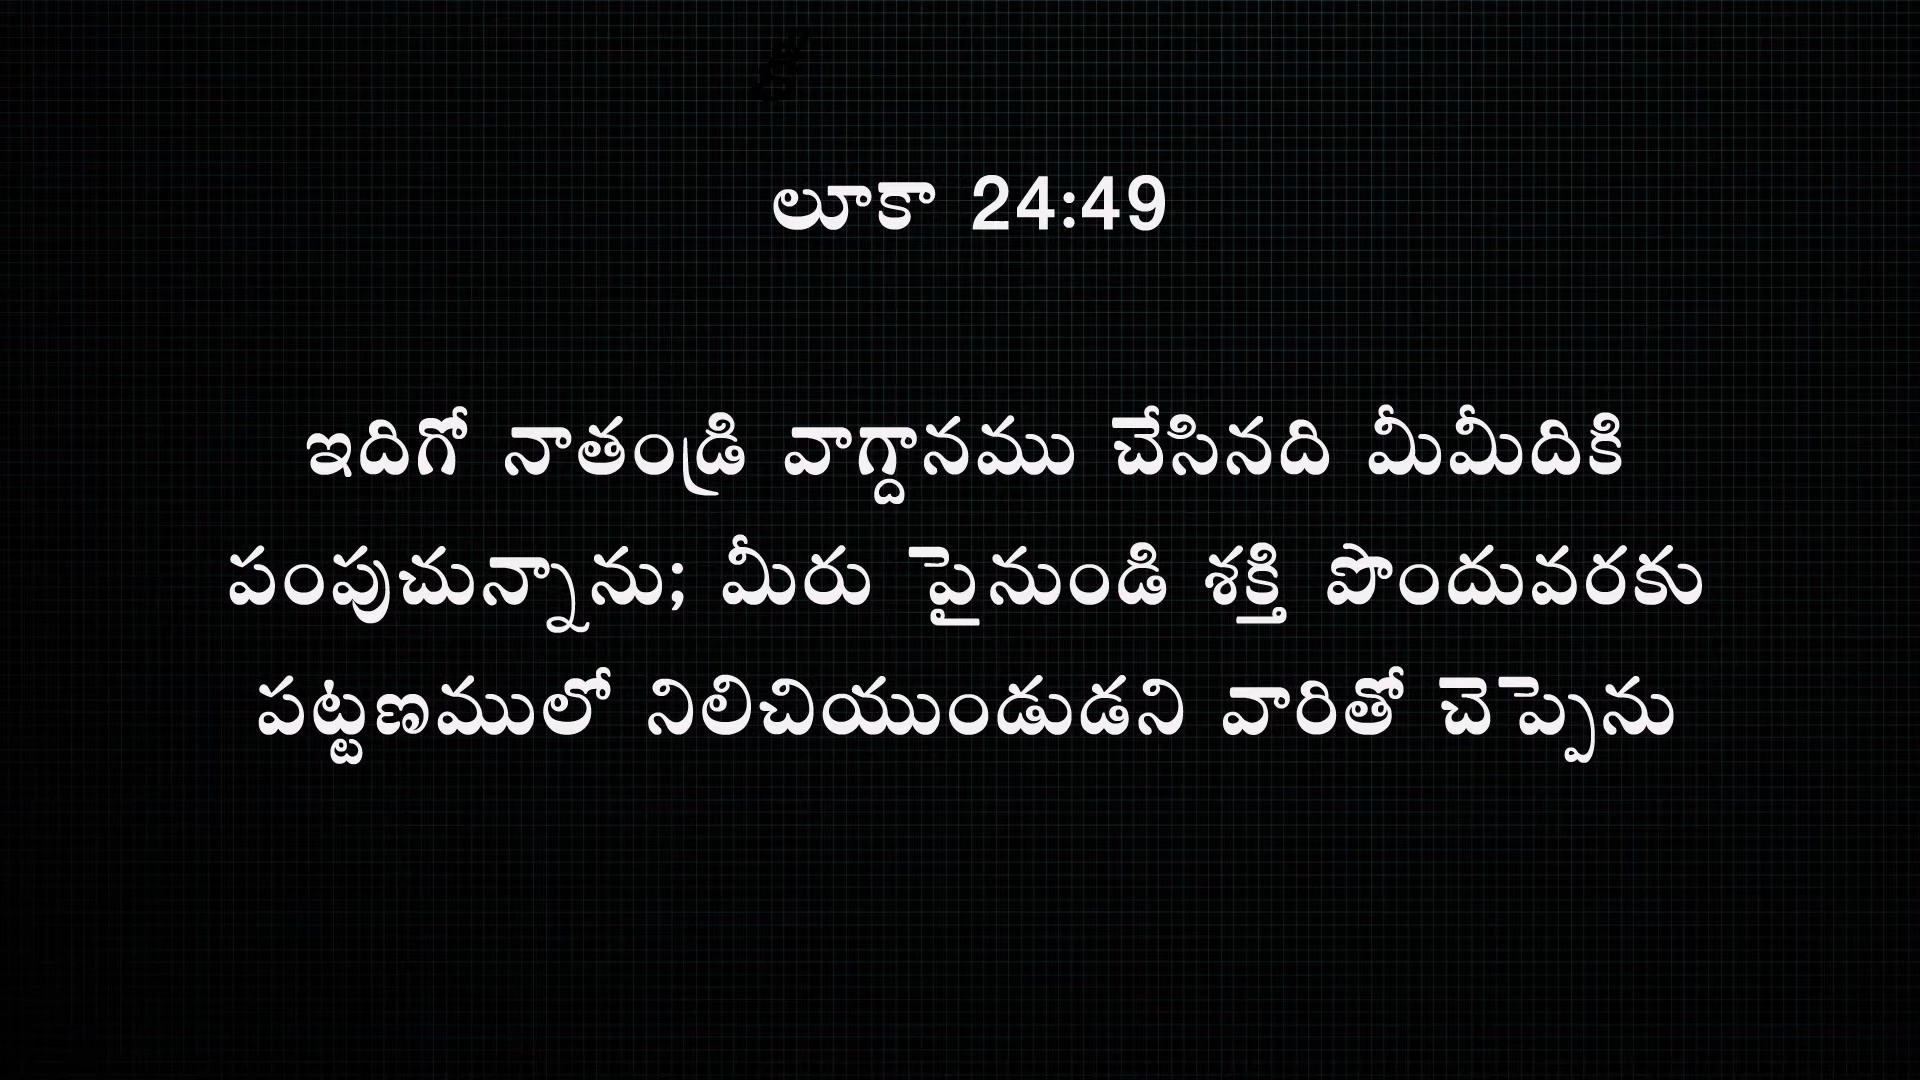 లూకా 24:49
ఇదిగో నాతండ్రి వాగ్దానము చేసినది మీమీదికి
పంపుచున్నాను; మీరు పైనుండి శక్తి పొందువరకు
పట్టణములో నిలిచియుండుడని వారితో చెప్పెను